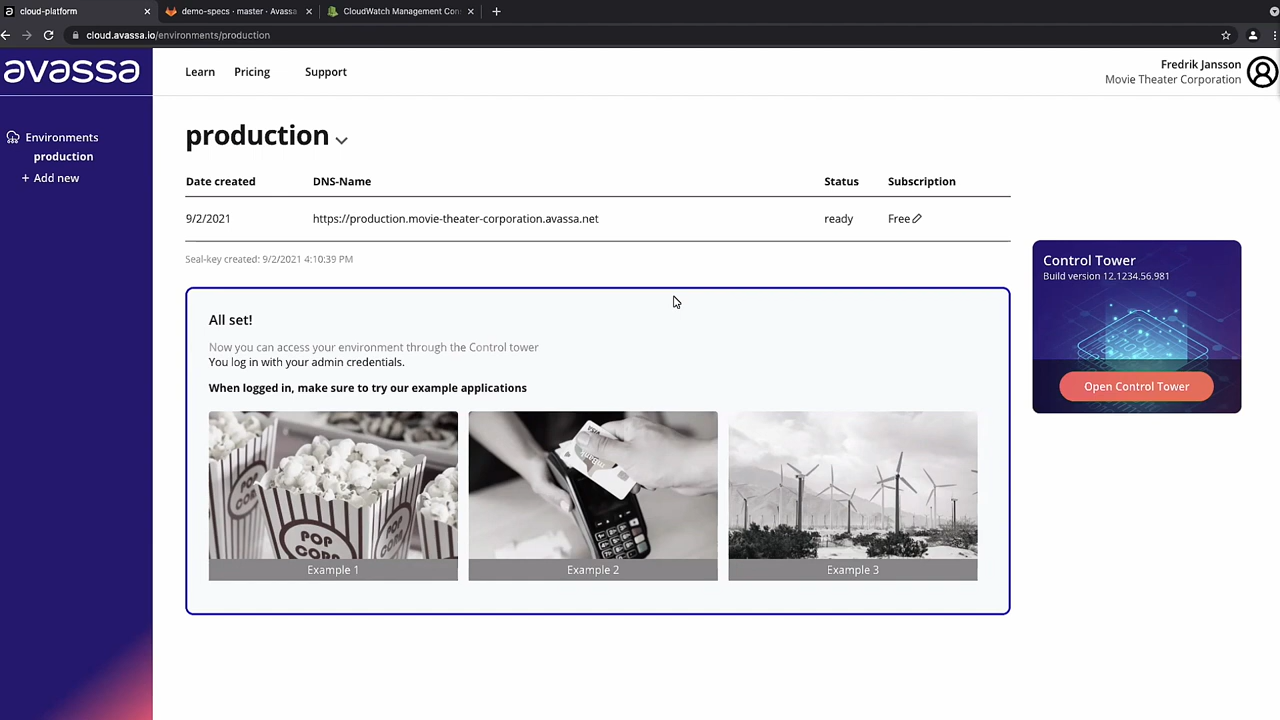 cloud-platform
demo-specs · master · Avassa
CloudWatch Management Con
cloud.avassa.io/environments/production
avassa
Learn Pricing Support
Fredrik Jansson
Movie Theater Corporation
Environments
production
+ Add new
production
Date created DNS-Name Status Subscription
9/2/2021 https://production.movie-theater-corporation.avassa.net ready Free
Seal-key created: 9/2/2021 4:10:39 PM
Control Tower
Build version 12.1234.56.981
Open Control Tower
All set!
Now you can access your environment through the Control tower
You log in with your admin credentials.
When logged in, make sure to try our example applications
POP CORN
VISA
Example 1
Example 2
Example 3